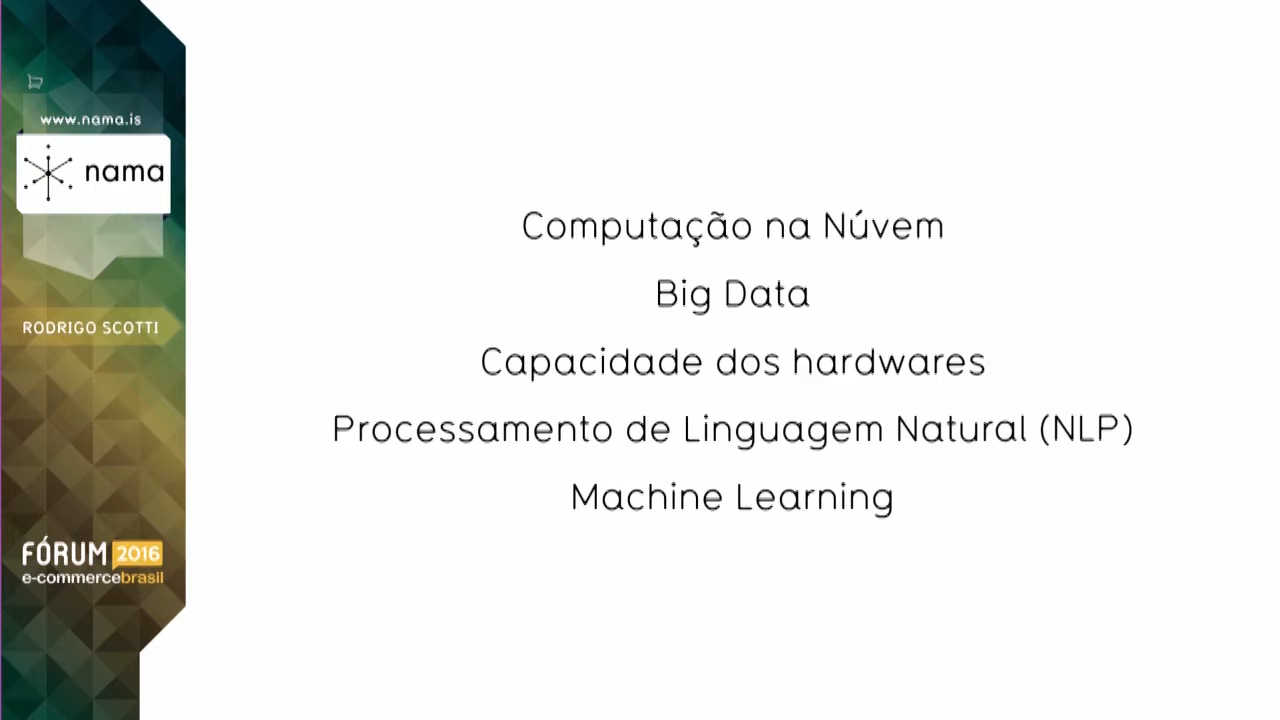 www.nama.is
nama
RODRIGO SCOTTI
FÓRUM 2016
e-commercebrasil
Computação na Núvem
Big Data
Capacidade dos hardwares
Processamento de Linguagem Natural (NLP)
Machine Learning